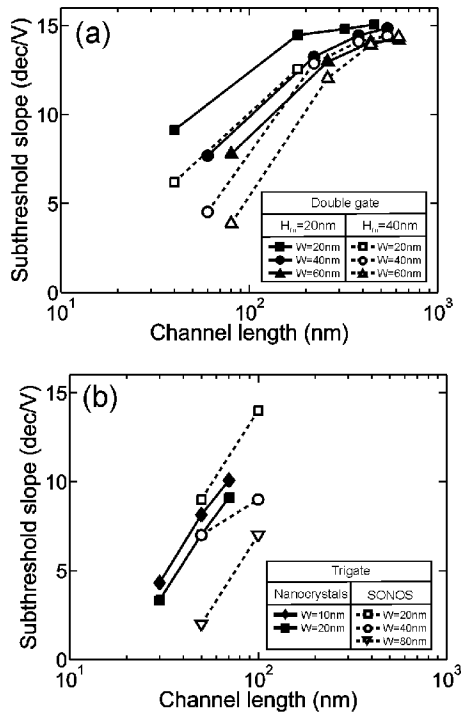 (a)
Subthreshold slope (dec/V)
15
10
5
0
10¹
10²
10³
Channel length (nm)
Double gate
H_fin=20nm H_fin=40nm
W=20nm W=20nm
W=40nm W=40nm
W=60nm W=60nm
(b)
Subthreshold slope (dec/V)
15
10
5
0
10¹
10²
10³
Channel length (nm)
Trigate
Nanocrystals SONOS
W=10nm W=20nm
W=20nm W=40nm
W=80nm